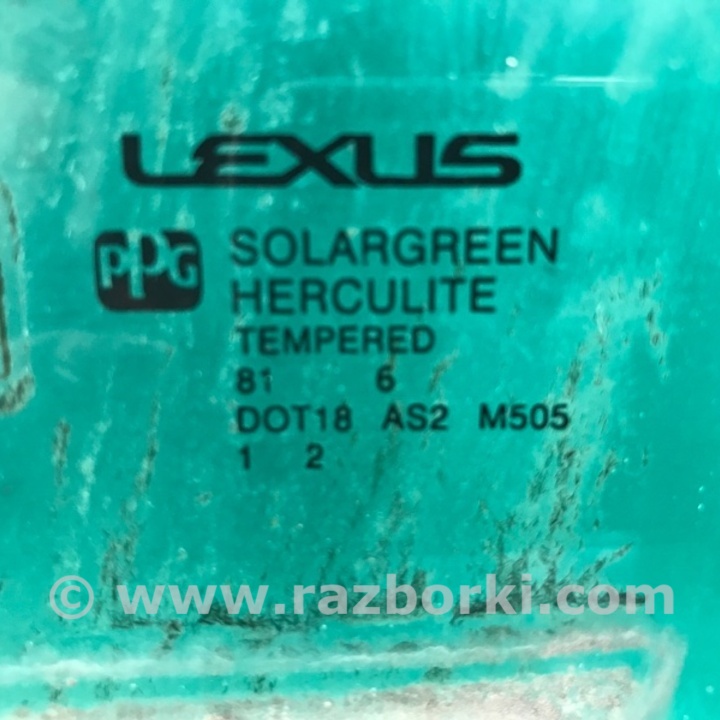 LEXUS
PPG SOLARGREEN
HERCULITE
TEMPERED
81 6
DOT18 AS2 M505
1 2
© www.razborki.com